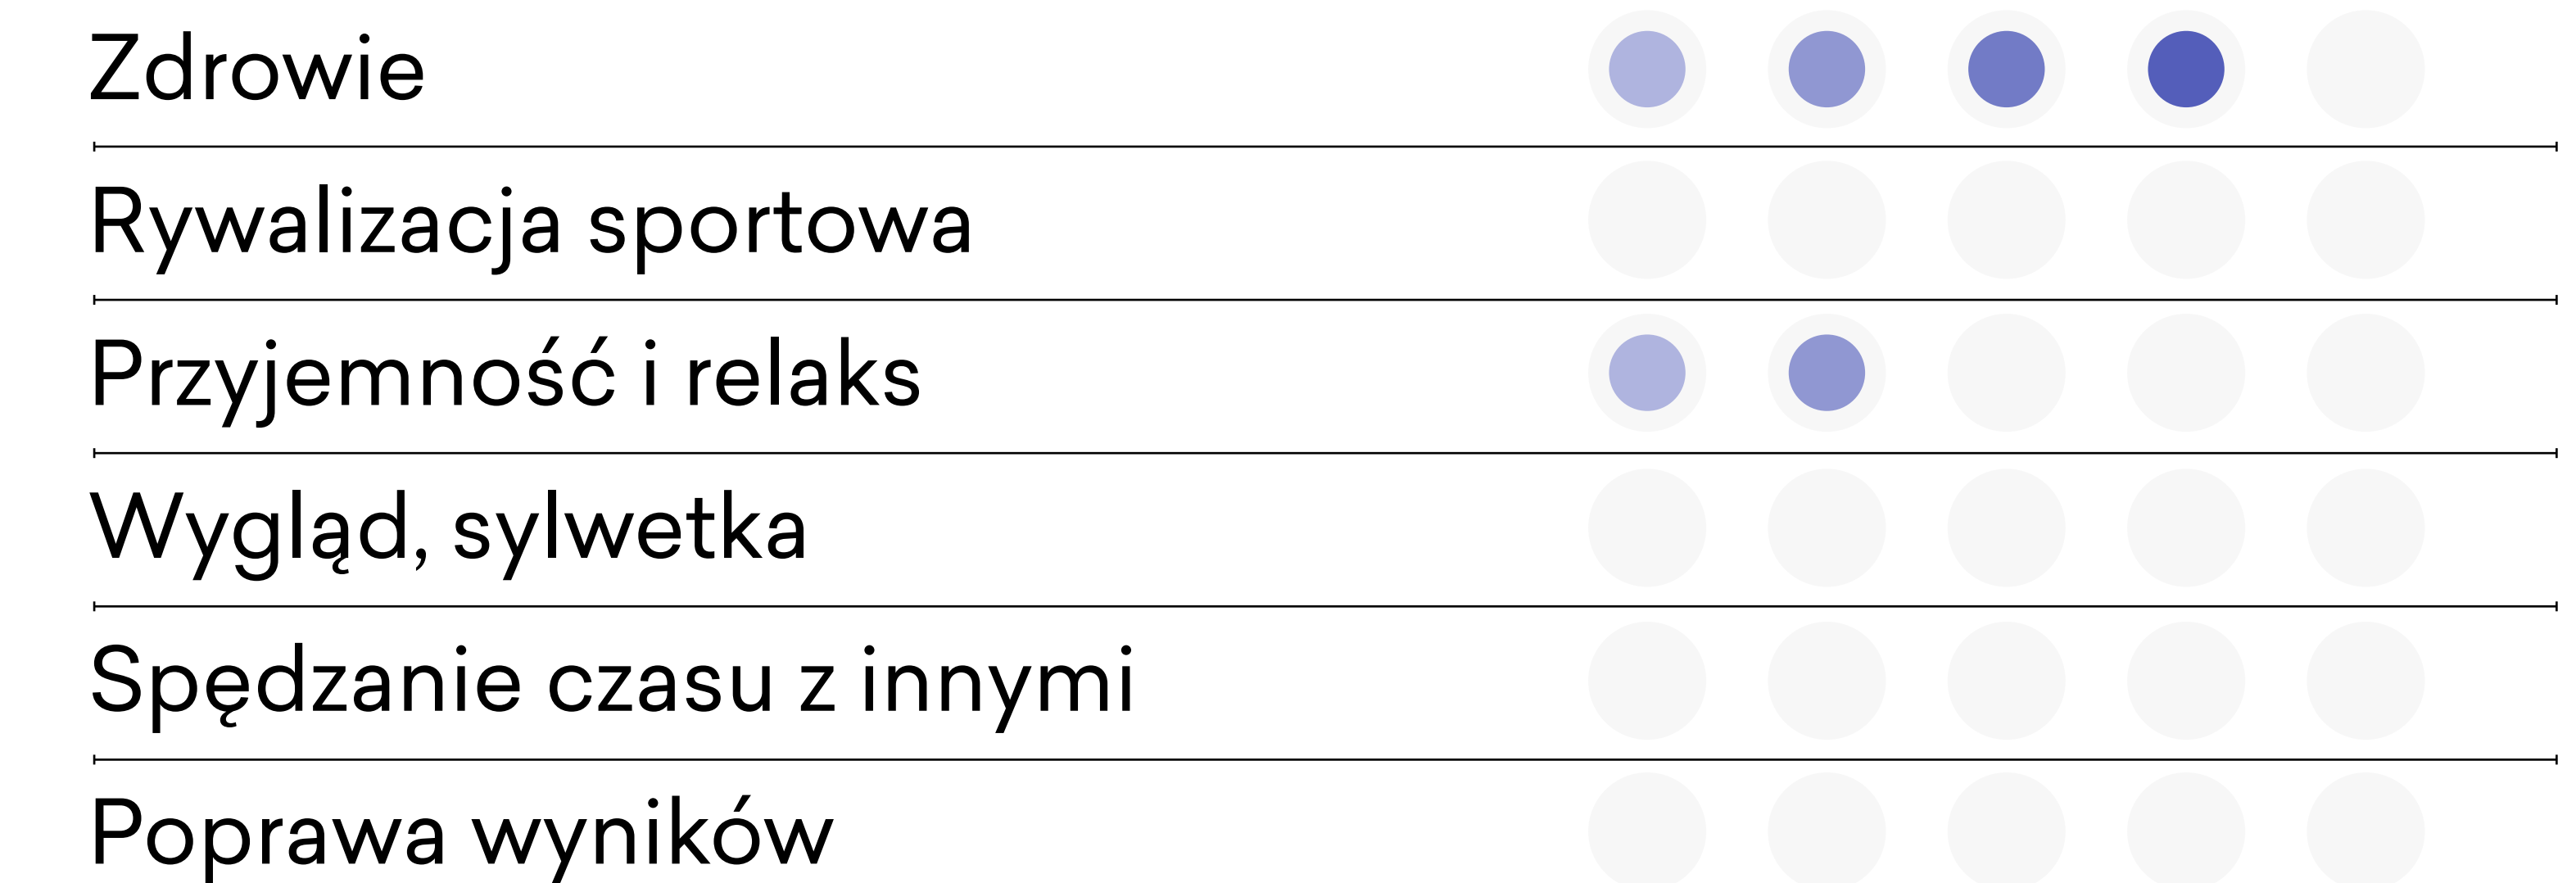 Zdrowie
Rywalizacja sportowa
Przyjemność i relaks
Wygląd, sylwetka
Spędzanie czasu z innymi
Poprawa wyników